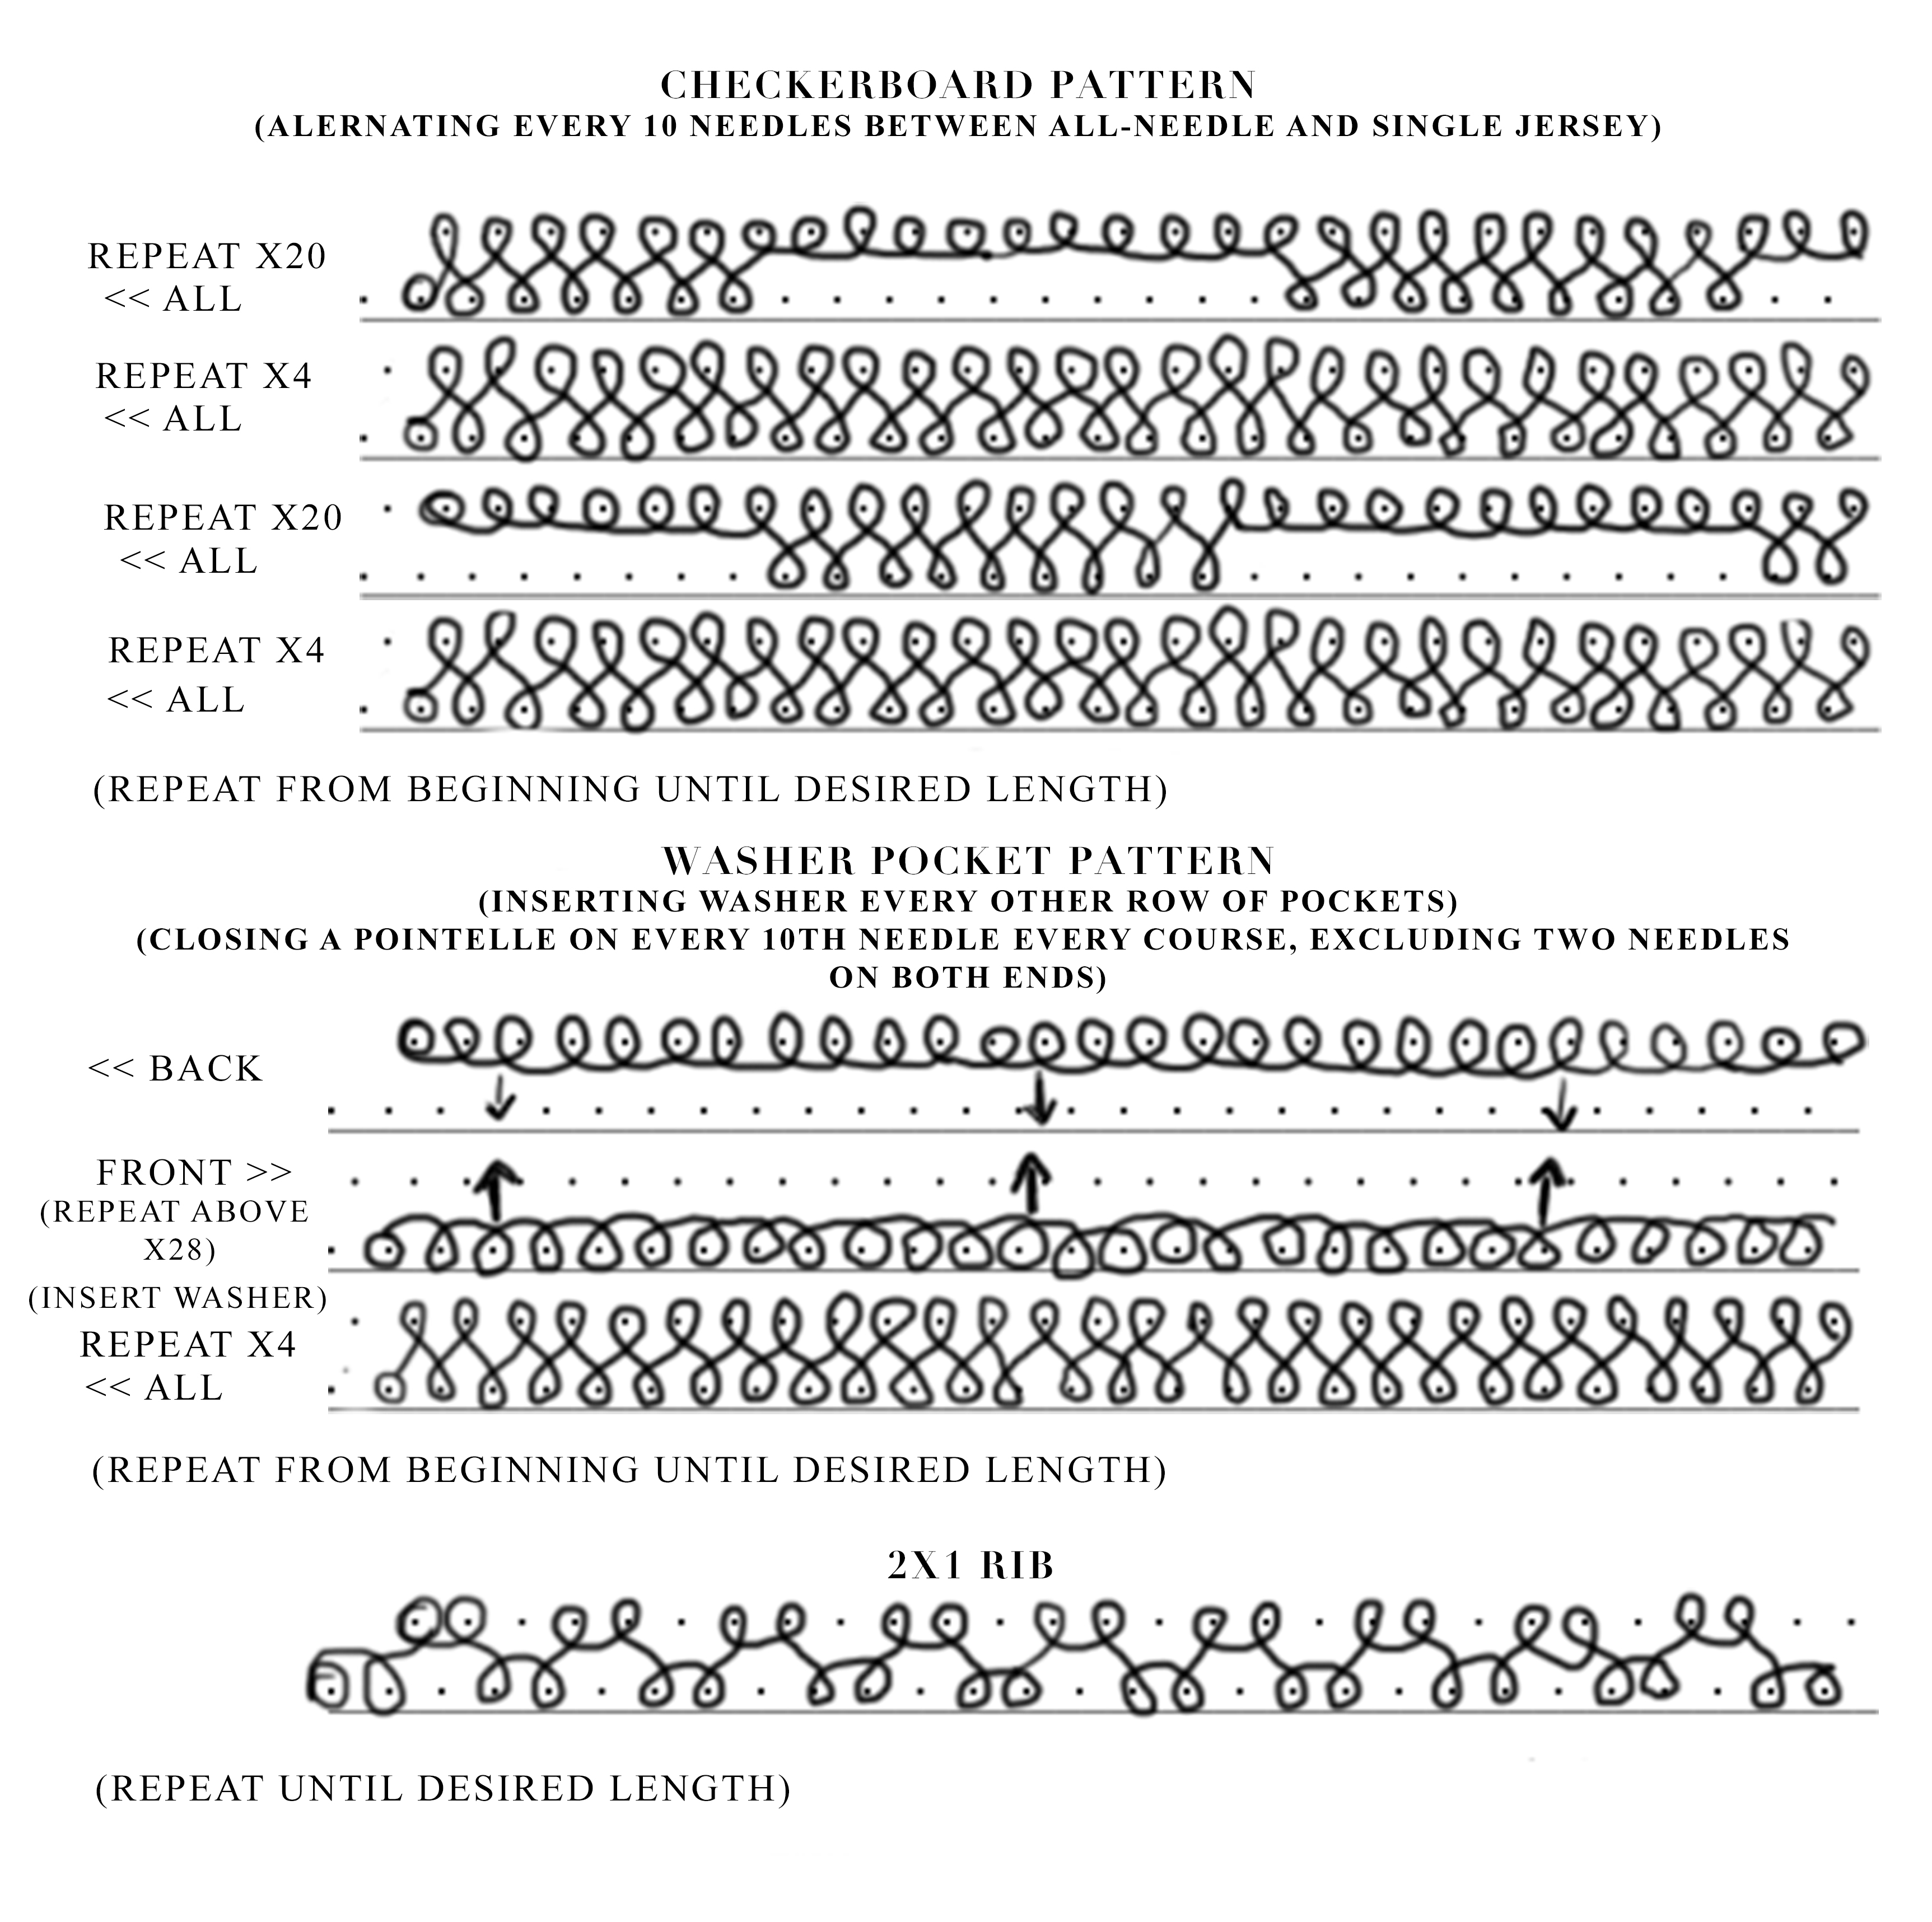 CHECKERBOARD PATTERN
(ALERNATING EVERY 10 NEEDLES BETWEEN ALL-NEEDLE AND SINGLE JERSEY)
REPEAT X20
<< ALL
REPEAT X4
<< ALL
REPEAT X20
<< ALL
REPEAT X4
<< ALL
(REPEAT FROM BEGINNING UNTIL DESIRED LENGTH)
WASHER POCKET PATTERN
(INSERTING WASHER EVERY OTHER ROW OF POCKETS)
(CLOSING A POINTELLE ON EVERY 10TH NEEDLE EVERY COURSE, EXCLUDING TWO NEEDLES
ON BOTH ENDS)
<< BACK
FRONT >>
(REPEAT ABOVE
X28)
(INSERT WASHER)
REPEAT X4
<< ALL
(REPEAT FROM BEGINNING UNTIL DESIRED LENGTH)
2X1 RIB
(REPEAT UNTIL DESIRED LENGTH)